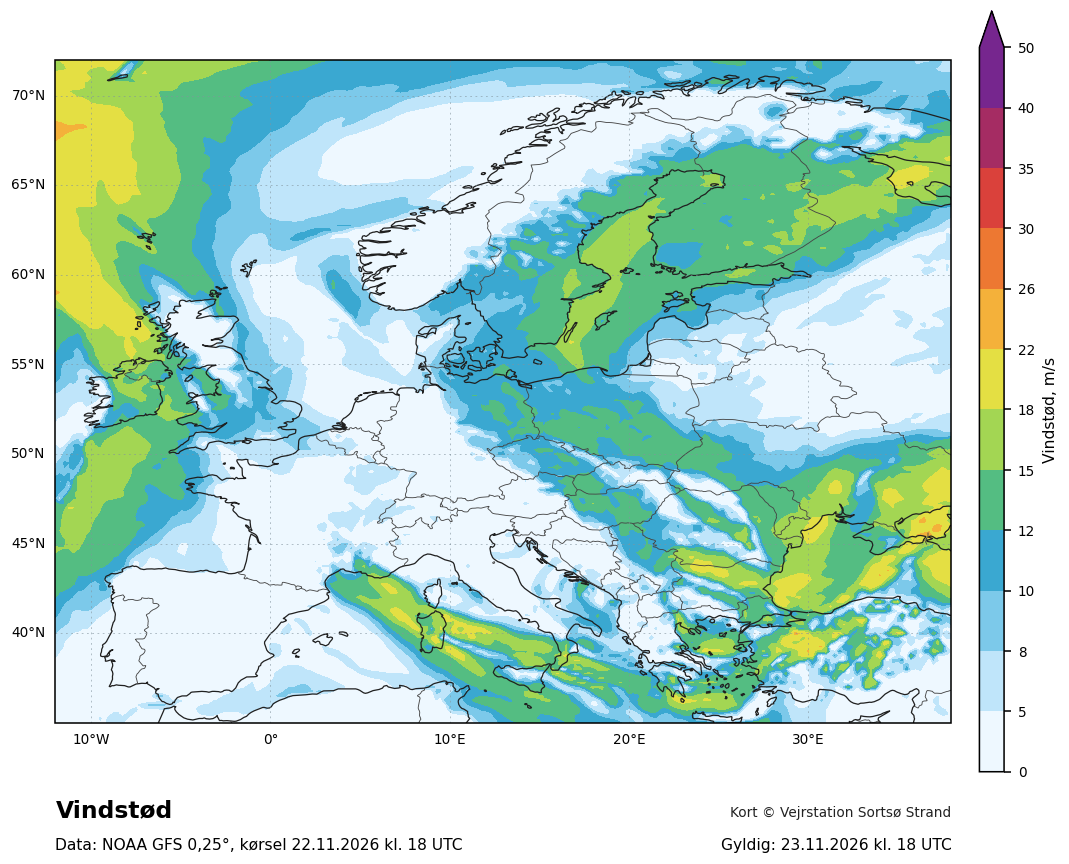 50
40
35
30
26
22
18
15
12
10
8
5
0
Vindstød, m/s
70°N
65°N
60°N
55°N
50°N
45°N
40°N
10°W
0°
10°E
20°E
30°E
Vindstød
Kort © Vejrstation Sortsø Strand
Data: NOAA GFS 0,25°, kørsel 22.11.2026 kl. 18 UTC
Gyldig: 23.11.2026 kl. 18 UTC